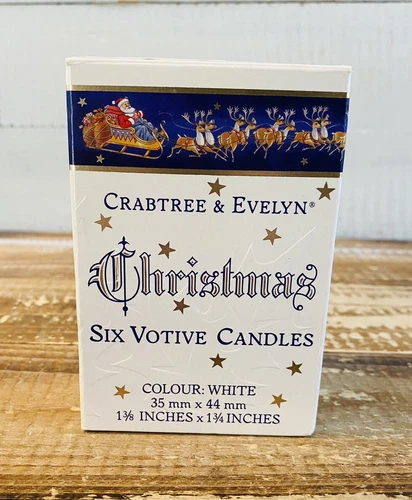 CRABTREE & EVELYN®
Christmas
SIX VOTIVE CANDLES
COLOUR: WHITE
35 mm x 44 mm
1⅜ INCHES x 1¾ INCHES